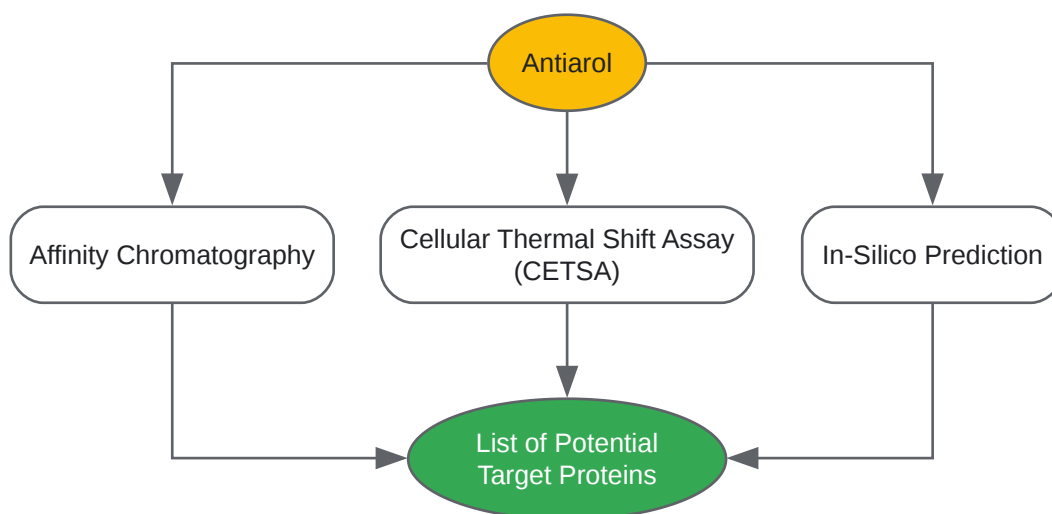 Antiarol
Affinity Chromatography
Cellular Thermal Shift Assay
(CETSA)
In-Silico Prediction
List of Potential
Target Proteins